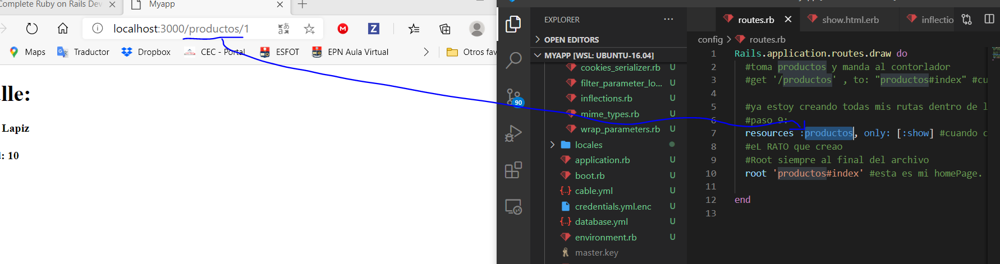 Complete Ruby on Rails Dev
Myapp
localhost:3000/productos/1
Maps
Traductor
Dropbox
CEC - Portal
ESFOT
EPN Aula Virtual
Otros fav
lle:
Lapiz
: 10
EXPLORER
OPEN EDITORS
MYAPP [WSL: UBUNTU-16.04]
cookies_serializer.rb U
filter_parameter_lo... U
inflections.rb U
mime_types.rb U
wrap_parameters.rb U
locales
application.rb U
boot.rb U
cable.yml U
credentials.yml.enc U
database.yml U
environment.rb U
master.key
90
routes.rb
show.html.erb
inflectio
config > routes.rb
1 Rails.application.routes.draw do
2 #toma productos y manda al contorlador
3 #get '/productos' , to: "productos#index" #cu
4
5 #ya estoy creando todas mis rutas dentro de l
6 #paso 9:
7 resources :productos, only: [:show] #cuando c
8 #eL RATO que creao
9 #Root siempre al final del archivo
10 root 'productos#index' #esta es mi homePage.
11
12 end
13